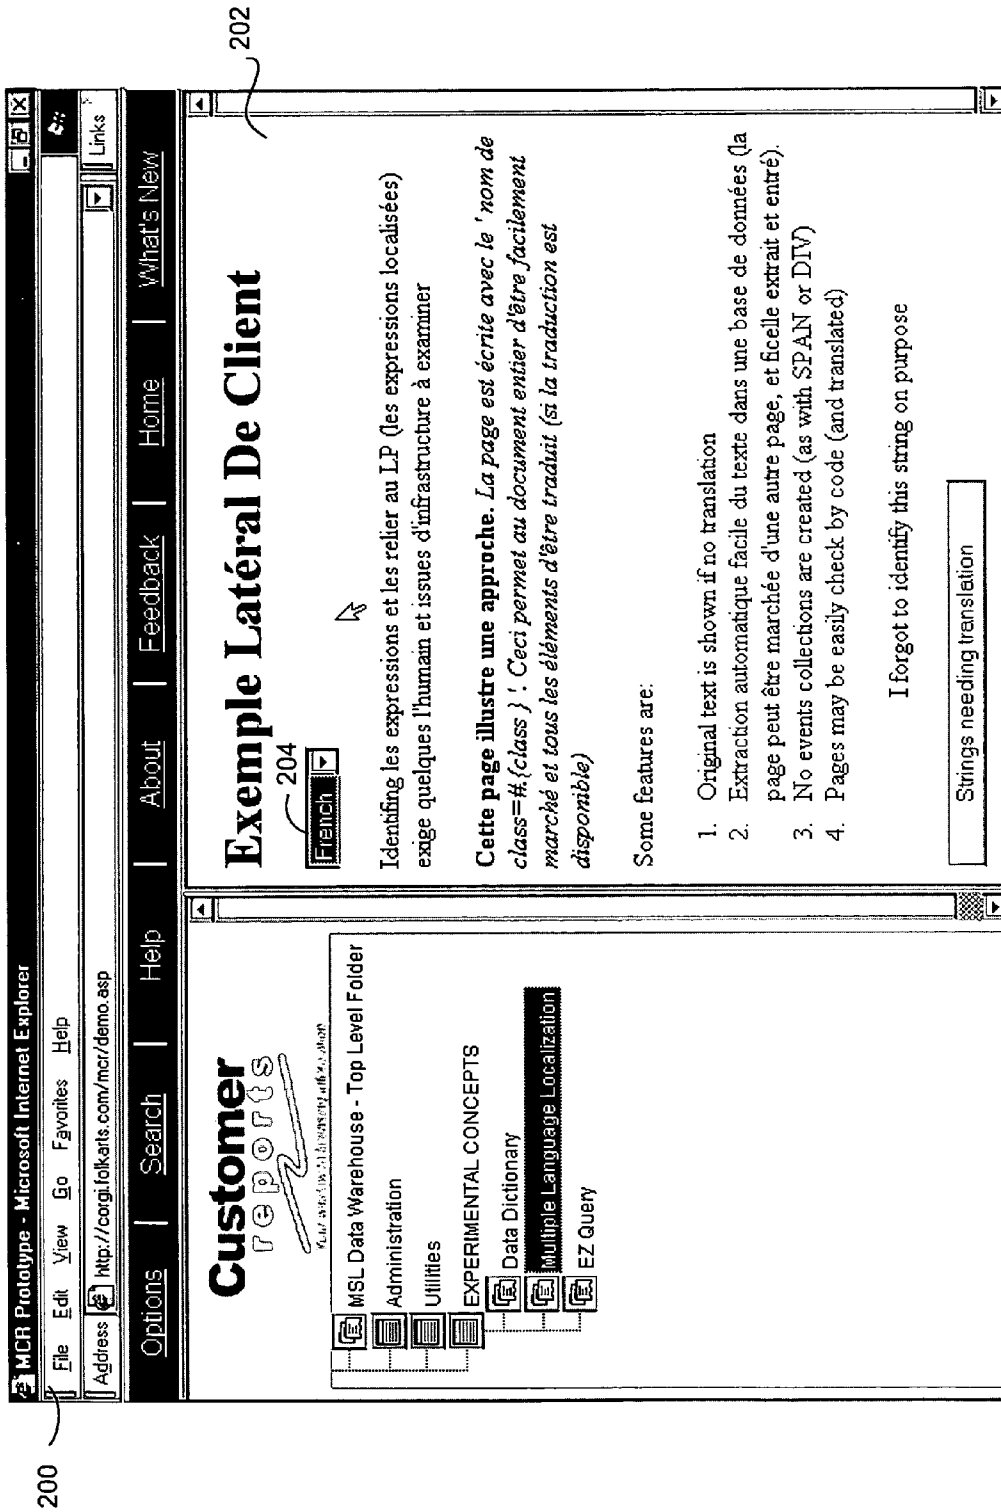 200
MCR Prototype - Microsoft Internet Explorer
File Edit View Go Favorites Help
Address http://corgi.folkarts.com/mcr/demo.asp
Links
Options | Search | Help | About | Feedback | Home | What's New
Customer
reports
MSL Data Warehouse - Top Level Folder
Administration
Utilities
EXPERIMENTAL CONCEPTS
Data Dictionary
Multiple Language Localization
EZ Query
202
Exemple Latéral De Client
204
French
Identifing les expressions et les relier au LP (les expressions localisées)
exige quelques l'humain et issues d'infrastructure à examiner
Cette page illustre une approche. La page est écrite avec le ' nom de
class=#.{class } '. Ceci permet au document entier d'être facilement
marché et tous les éléments d'être traduit (si la traduction est
disponible)
Some features are:
1. Original text is shown if no translation
2. Extraction automatique facile du texte dans une base de données (la
page peut être marchée d'une autre page, et ficelle extrait et entré).
3. No events collections are created (as with SPAN or DIV)
4. Pages may be easily check by code (and translated)
I forgot to identify this string on purpose
Strings needing translation